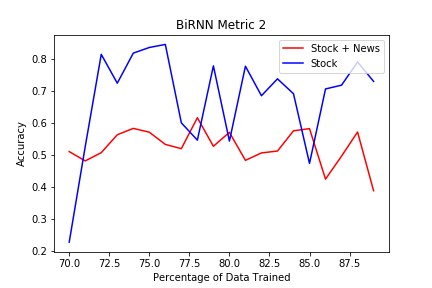 BiRNN Metric 2
Stock + News
Stock
Accuracy
0.8
0.7
0.6
0.5
0.4
0.3
0.2
70.0 72.5 75.0 77.5 80.0 82.5 85.0 87.5
Percentage of Data Trained